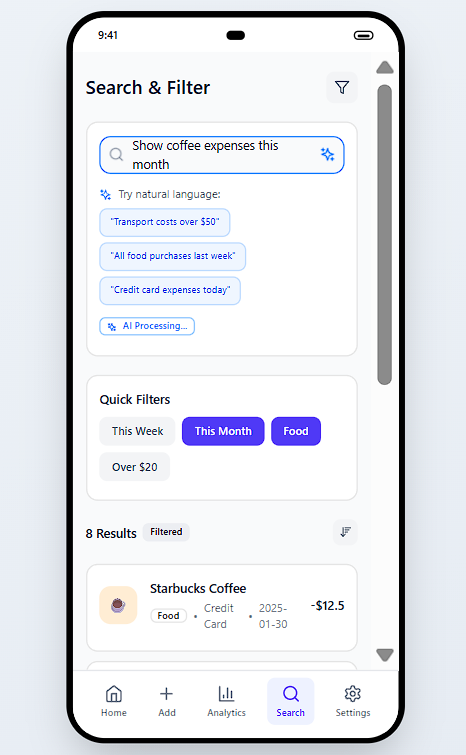 9:41
Search & Filter
Show coffee expenses this
month
Try natural language:
"Transport costs over $50"
"All food purchases last week"
"Credit card expenses today"
AI Processing...
Quick Filters
This Week
This Month
Food
Over $20
8 Results
Filtered
Starbucks Coffee
Food
• Credit
Card
• 2025-
01-30
-$12.5
Home
Add
Analytics
Search
Settings